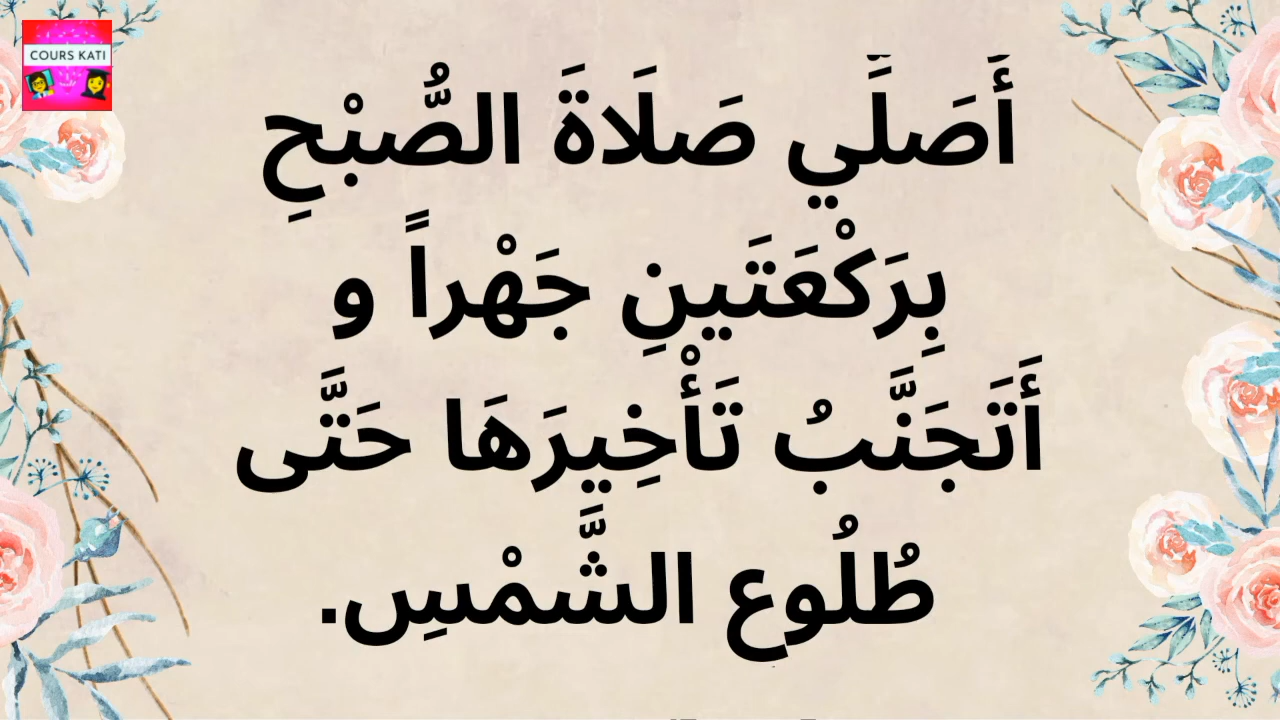 COURS KATI
أَصَلَِّي صَلَاةَ الصُّبْحِ
بِرَكْعَتَينِ جَهْراً و
أَتَجَنَّبُ تَأْخِيرَهَا حَتَّى
طُلُوع الشَّمْسِ.